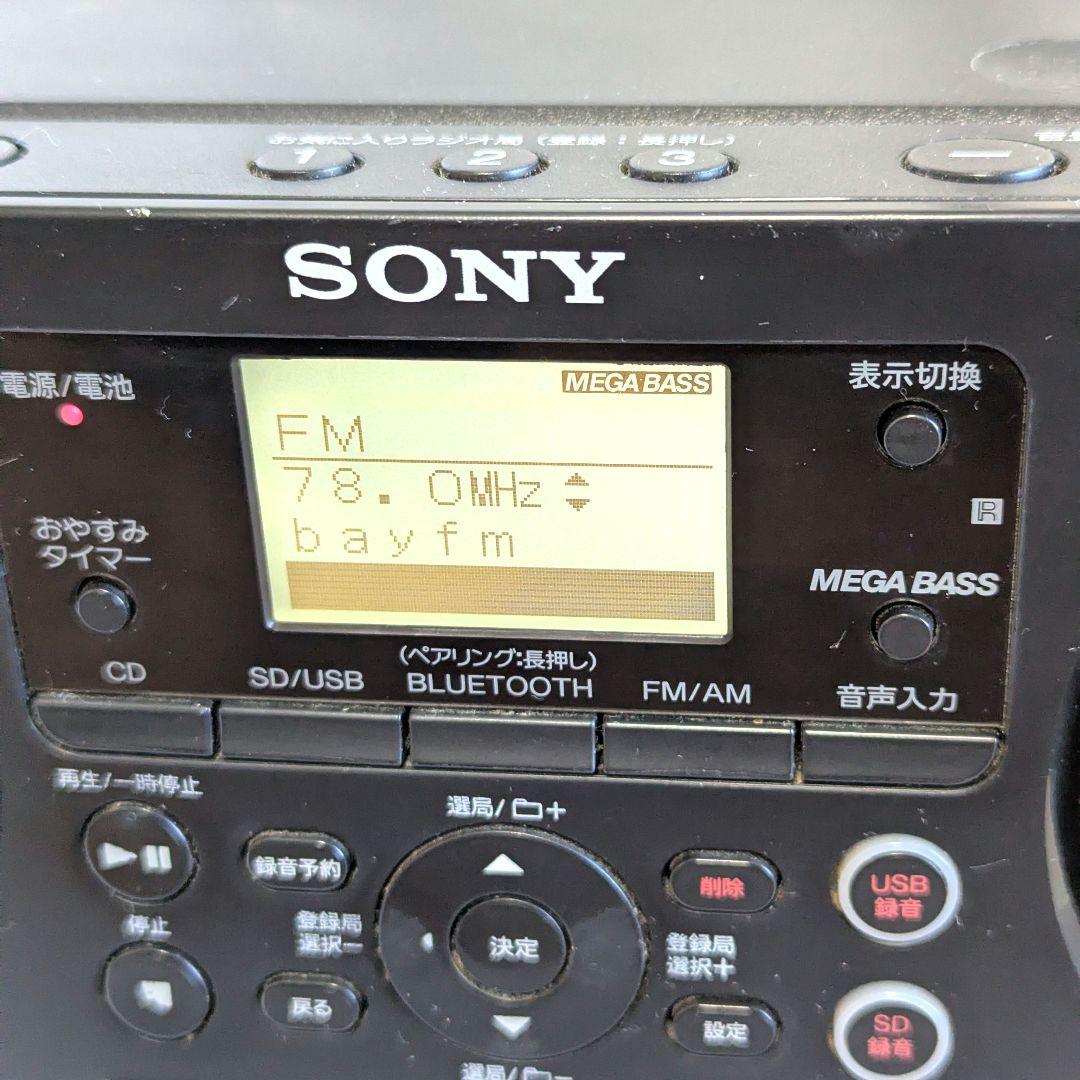 お気に入りラジオ局(登録:長押し)
1 2 3 −
SONY
電源/電池
MEGA BASS
表示切換
FM
78.0MHz
bayfm
おやすみ
タイマー
R
MEGA BASS
CD
SD/USB
(ペアリング:長押し)
BLUETOOTH
FM/AM
音声入力
再生/一時停止
選局/+
録音予約
削除
USB
録音
停止
登録局
選択−
決定
登録局
選択+
戻る
設定
SD
録音
選局/−